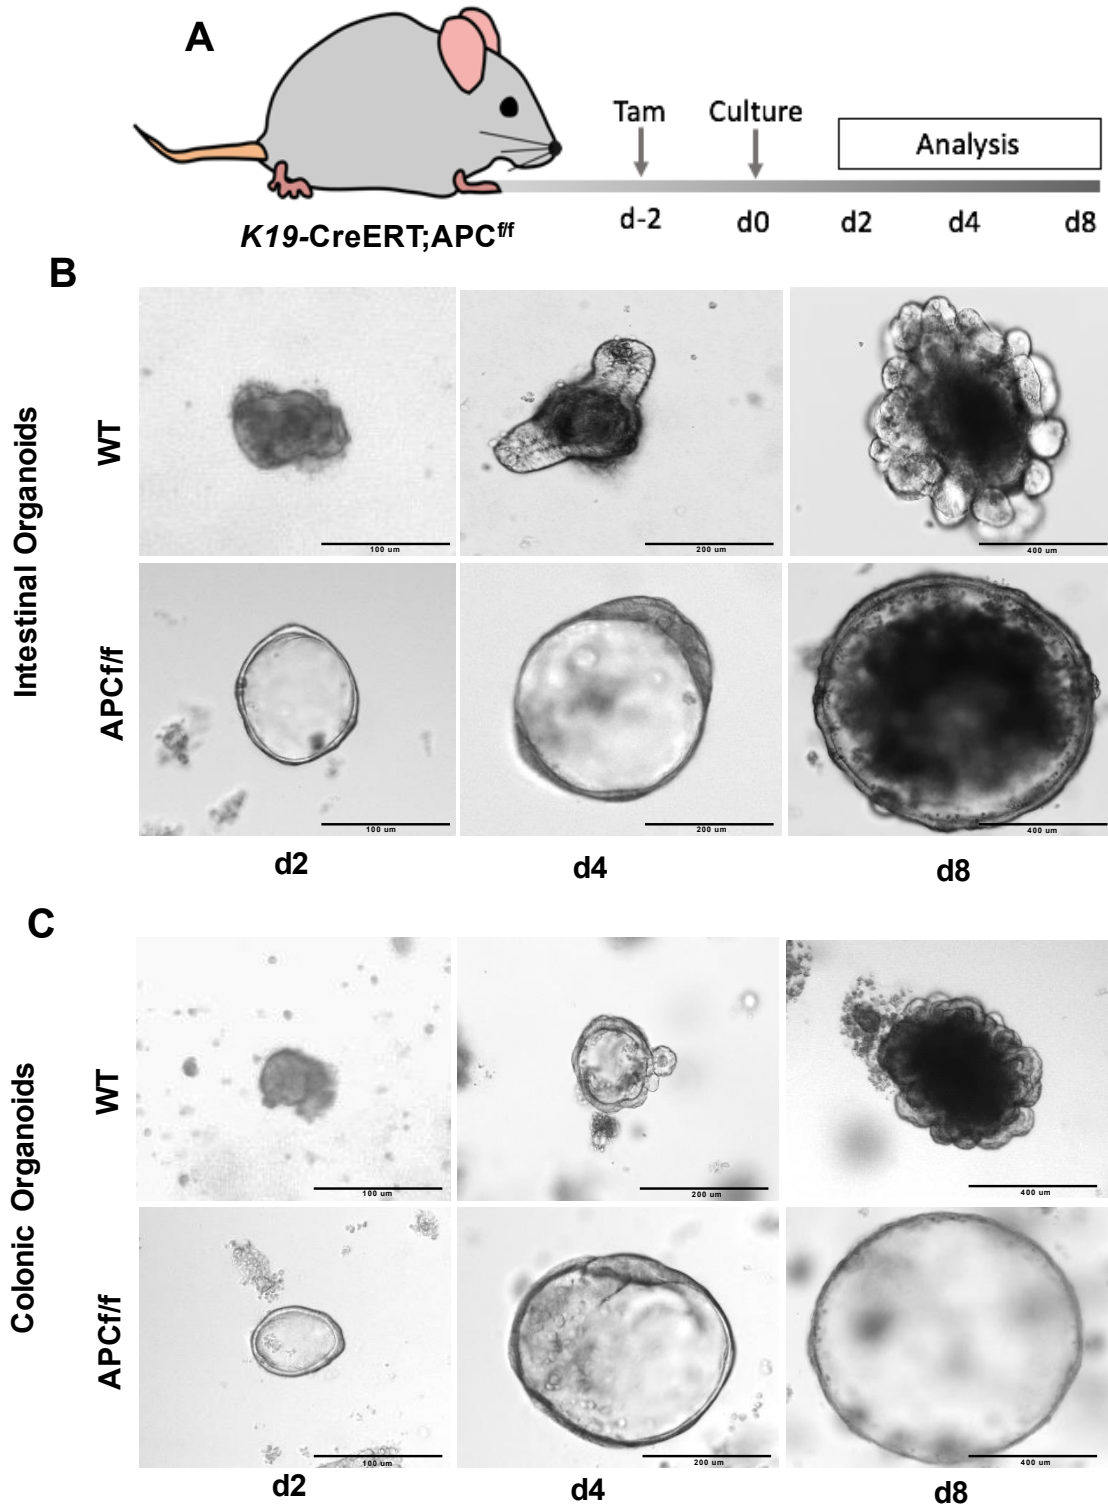 A
Tam
Culture
Analysis
d-2
d0
d2
d4
d8
K19-CreERT;APCf/f
B
Intestinal Organoids
WT
100 um
200 um
400 um
APCf/f
100 um
200 um
400 um
d2
d4
d8
C
Colonic Organoids
WT
100 um
200 um
400 um
APCf/f
100 um
200 um
400 um
d2
d4
d8